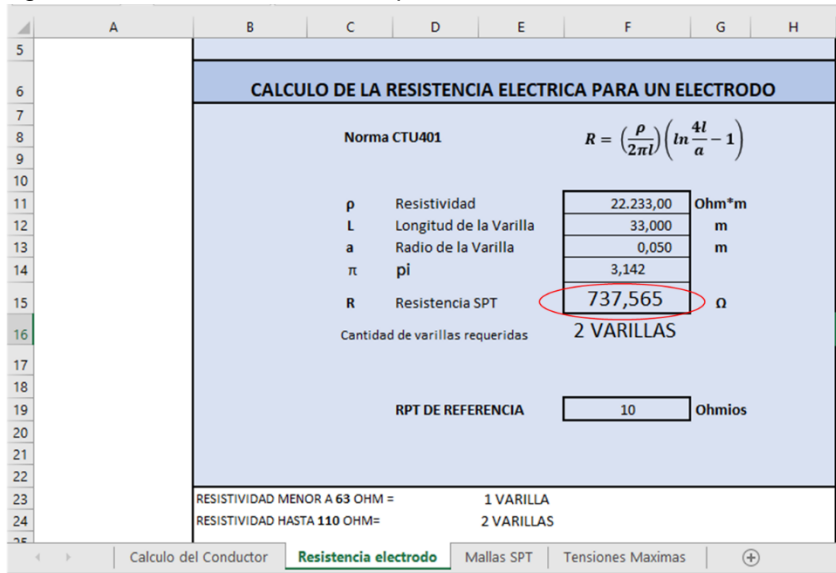 A B C D E F G H
5
6 CALCULO DE LA RESISTENCIA ELECTRICA PARA UN ELECTRODO
7
8 Norma CTU401 R = (ρ/2πl)(ln 4l/a − 1)
9
10
11 ρ Resistividad 22.233,00 Ohm*m
12 L Longitud de la Varilla 33,000 m
13 a Radio de la Varilla 0,050 m
14 π pi 3,142
15 R Resistencia SPT 737,565 Ω
16 Cantidad de varillas requeridas 2 VARILLAS
17
18
19 RPT DE REFERENCIA 10 Ohmios
20
21
22
23 RESISTIVIDAD MENOR A 63 OHM = 1 VARILLA
24 RESISTIVIDAD HASTA 110 OHM= 2 VARILLAS
Calculo del Conductor Resistencia electrodo Mallas SPT Tensiones Maximas